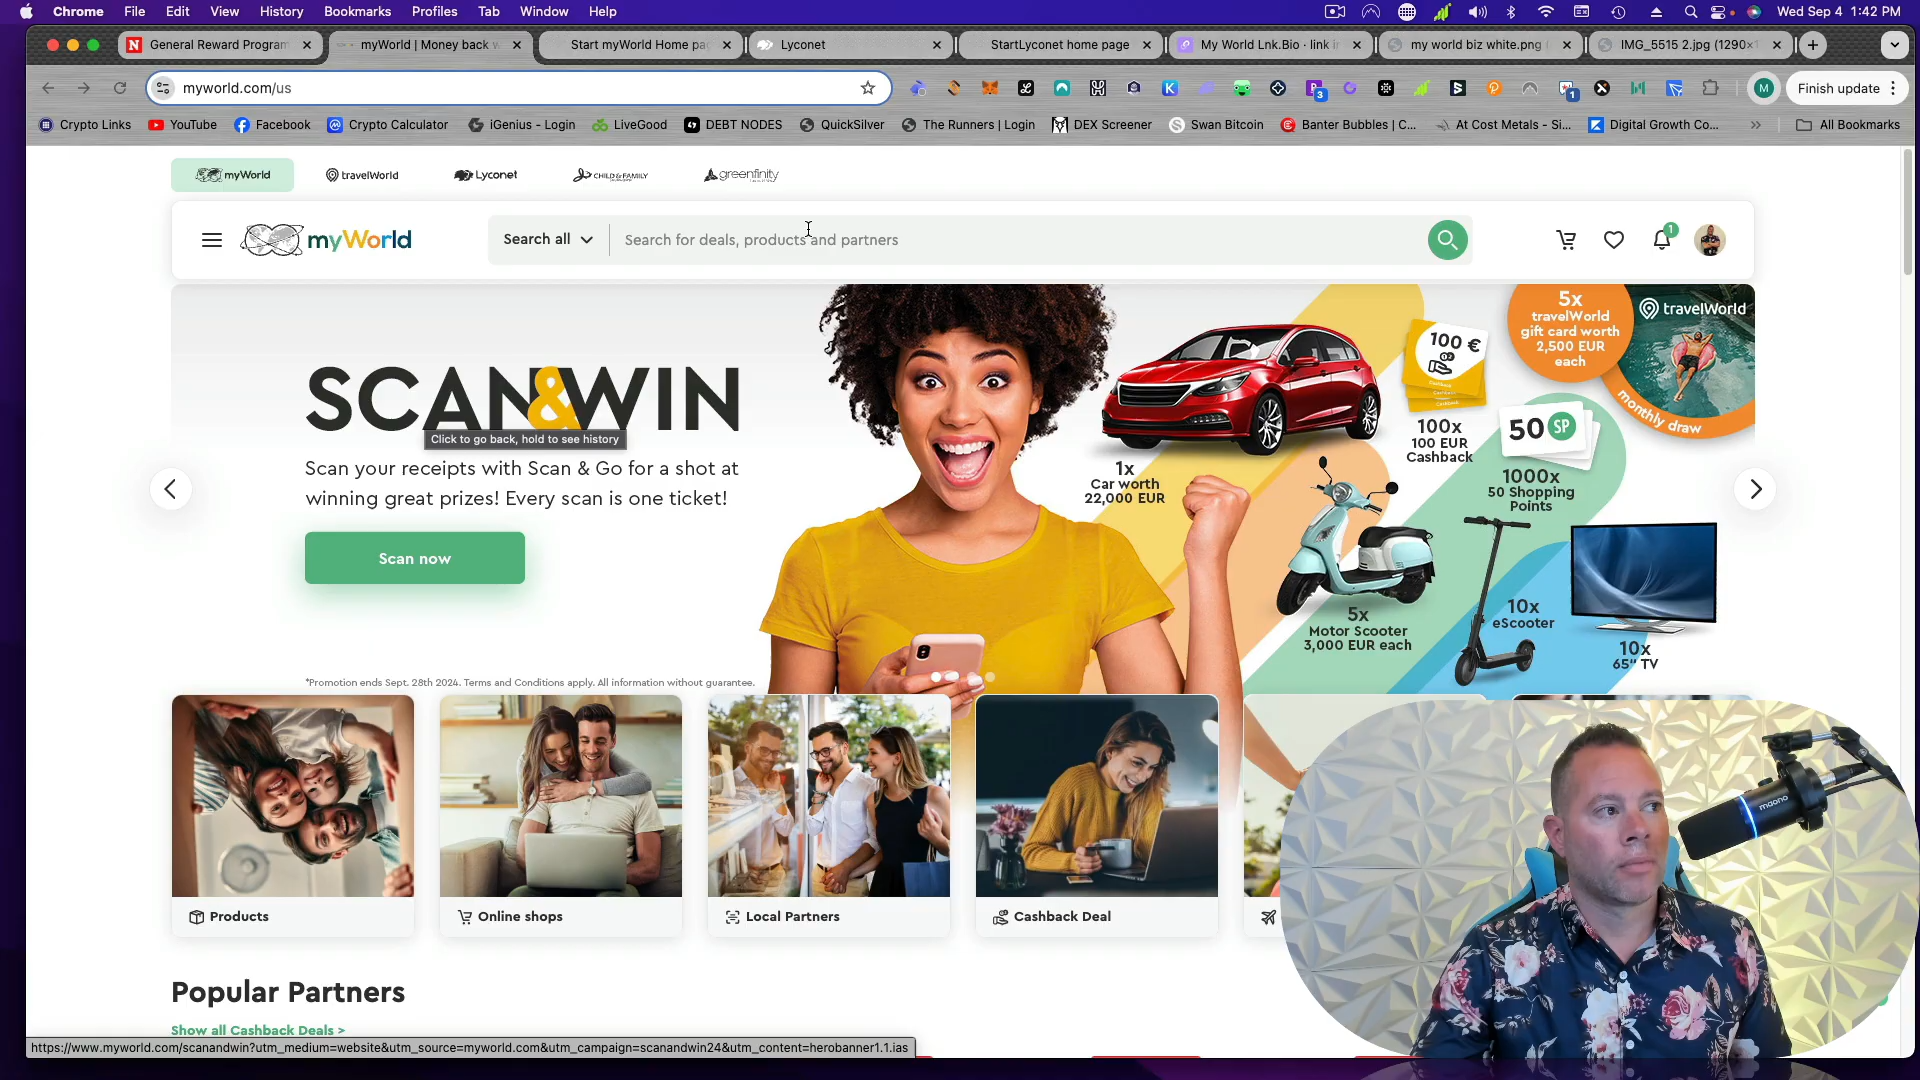 Chrome File Edit View History Bookmarks Profiles Tab Window Help Wed Sep 4 1:42 PM
General Reward Program myWorld | Money back w Start myWorld Home pag Lyconet StartLyconet home page My World Lnk.Bio · link in my world biz white.png IMG_5515 2.jpg (1290×1
myworld.com/us Finish update
Crypto Links YouTube Facebook Crypto Calculator iGenius - Login LiveGood DEBT NODES QuickSilver The Runners | Login DEX Screener Swan Bitcoin Banter Bubbles | C... At Cost Metals - Si... Digital Growth Co... All Bookmarks
myWorld travelWorld Lyconet CHILD & FAMILY greenfinity
myWorld Search all Search for deals, products and partners 1
SCAN&WIN
Click to go back, hold to see history
Scan your receipts with Scan & Go for a shot at
winning great prizes! Every scan is one ticket!
Scan now
*Promotion ends Sept. 28th 2024. Terms and Conditions apply. All information without guarantee.
1x
Car worth
22,000 EUR
100 €
Cashback
100x
100 EUR
Cashback
5x
travelWorld
gift card worth
2,500 EUR
each
travelWorld
monthly draw
50 SP
1000x
50 Shopping
Points
5x
Motor Scooter
3,000 EUR each
10x
eScooter
10x
65" TV
Products
Online shops
Local Partners
Cashback Deal
Popular Partners
Show all Cashback Deals >
https://www.myworld.com/scanandwin?utm_medium=website&utm_source=myworld.com&utm_campaign=scanandwin24&utm_content=herobanner1.1.ias
maono